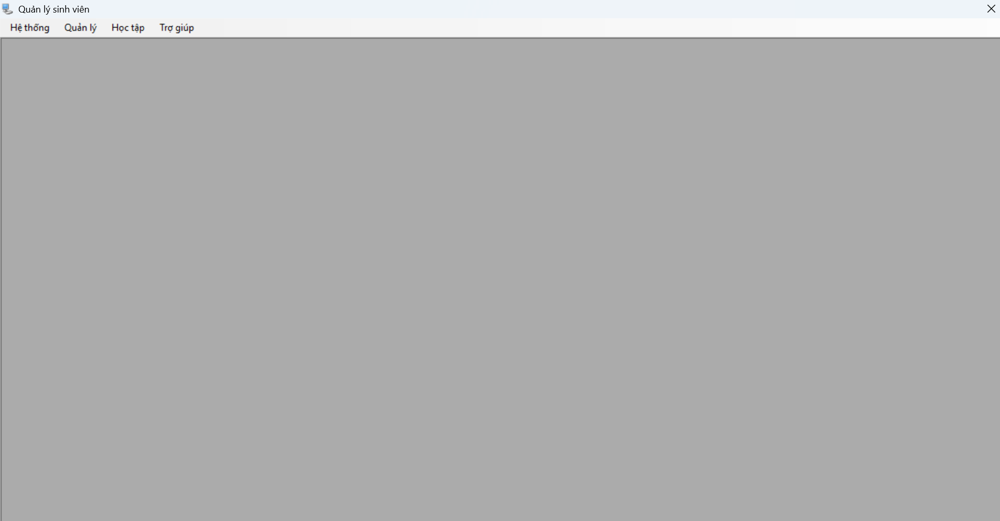 Quản lý sinh viên
Hệ thống Quản lý Học tập Trợ giúp